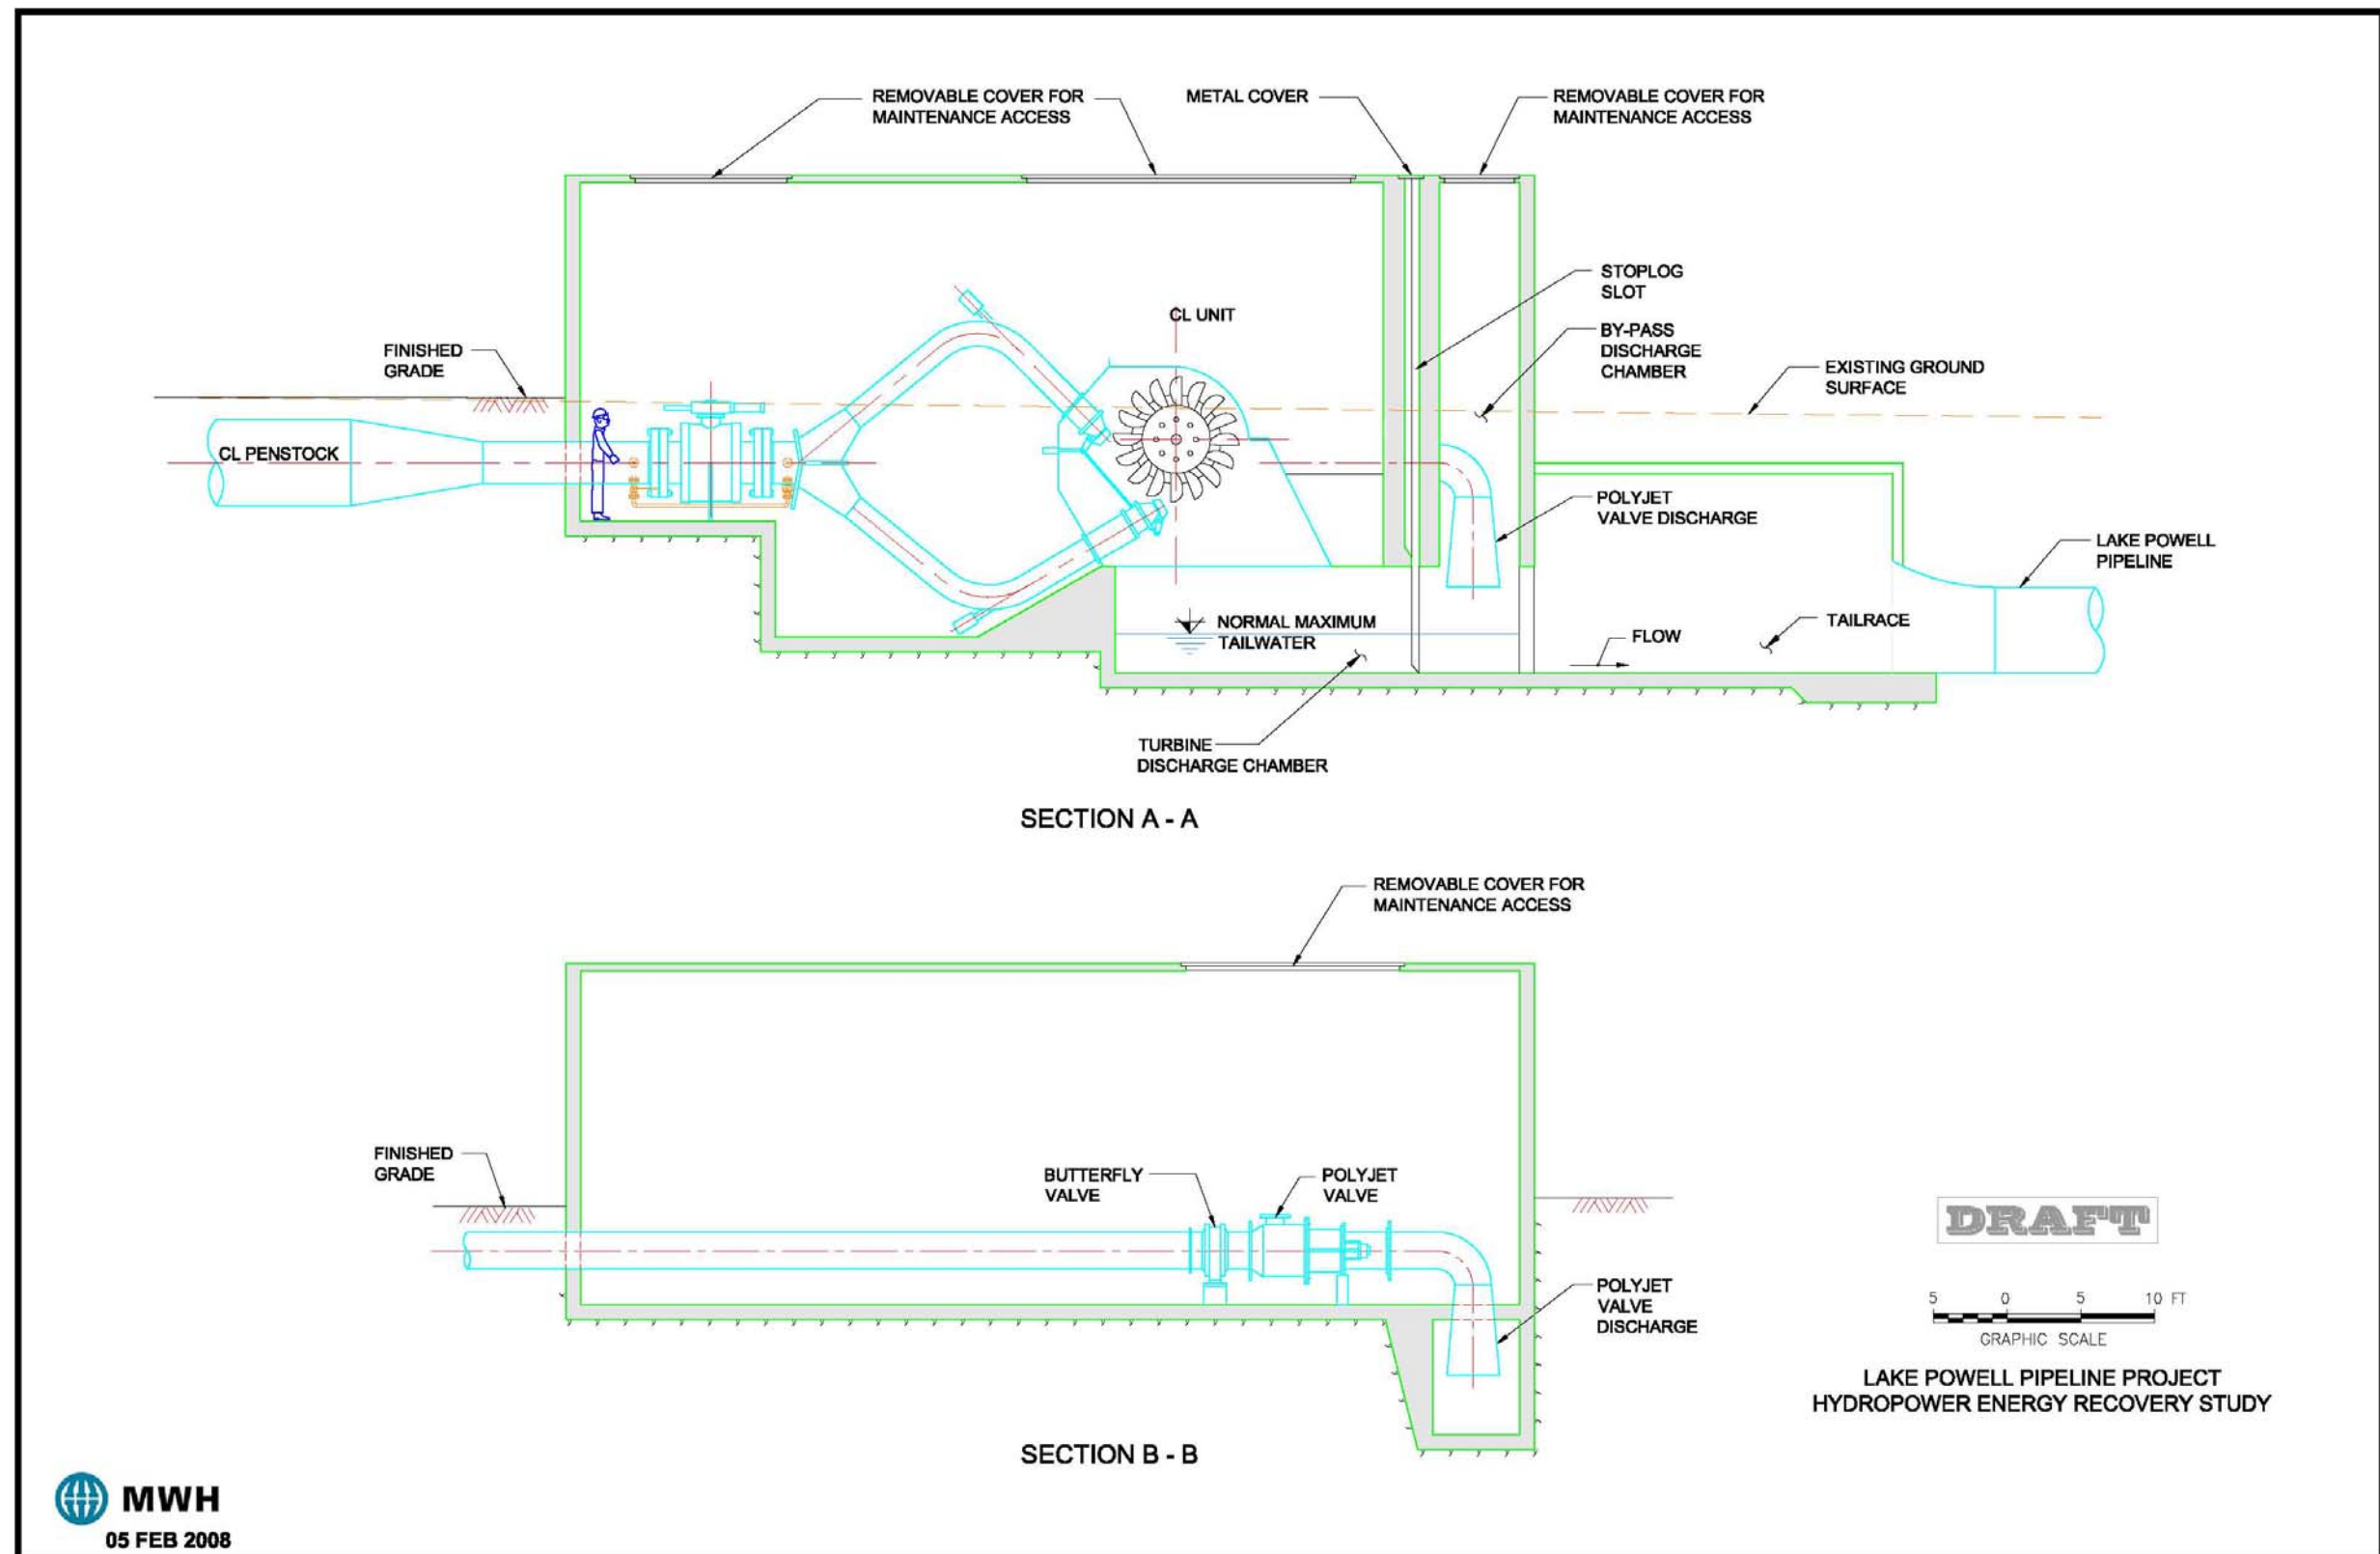 REMOVABLE COVER FOR
MAINTENANCE ACCESS
METAL COVER
REMOVABLE COVER FOR
MAINTENANCE ACCESS
STOPLOG
SLOT
CL UNIT
BY-PASS
DISCHARGE
CHAMBER
FINISHED
GRADE
EXISTING GROUND
SURFACE
CL PENSTOCK
POLYJET
VALVE DISCHARGE
LAKE POWELL
PIPELINE
NORMAL MAXIMUM
TAILWATER
FLOW
TAILRACE
TURBINE
DISCHARGE CHAMBER
SECTION A - A
REMOVABLE COVER FOR
MAINTENANCE ACCESS
FINISHED
GRADE
BUTTERFLY
VALVE
POLYJET
VALVE
POLYJET
VALVE
DISCHARGE
SECTION B - B
DRAFT
5 0 5 10 FT
GRAPHIC SCALE
LAKE POWELL PIPELINE PROJECT
HYDROPOWER ENERGY RECOVERY STUDY
MWH
05 FEB 2008